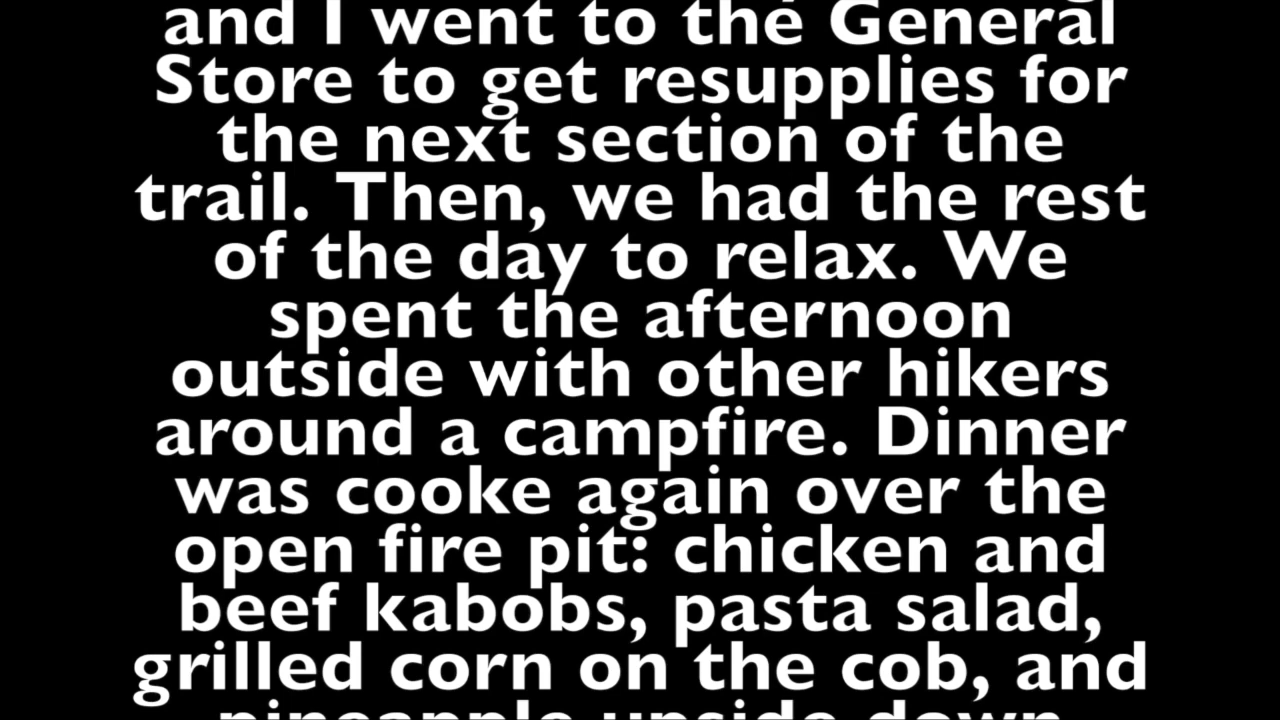 and I went to the General
Store to get resupplies for
the next section of the
trail. Then, we had the rest
of the day to relax. We
spent the afternoon
outside with other hikers
around a campfire. Dinner
was cooke again over the
open fire pit: chicken and
beef kabobs, pasta salad,
grilled corn on the cob, and
pineapple upside down